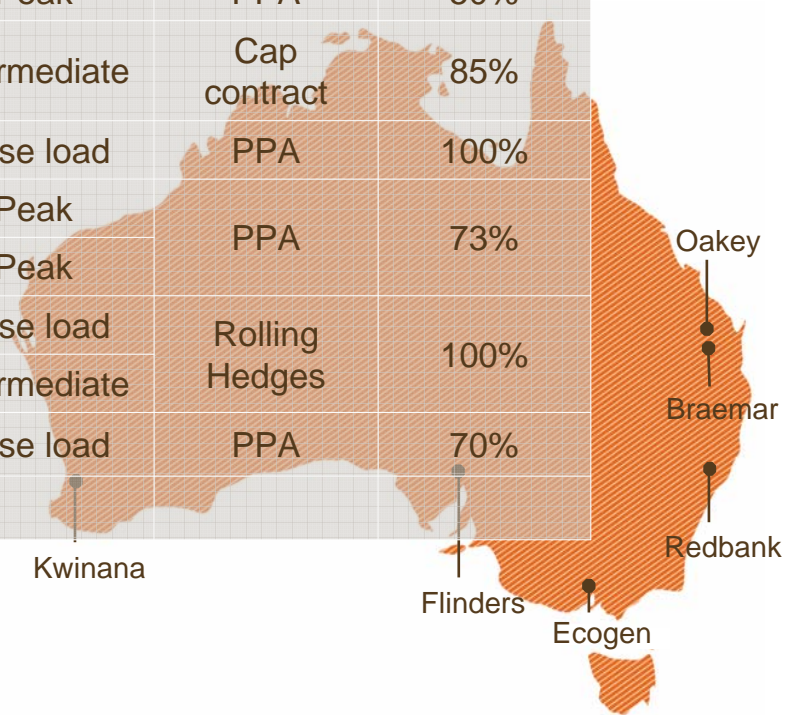 PPA
rmediate
Cap
contract
85%
se load
PPA
100%
Peak
PPA
73%
Peak
se load
Rolling
Hedges
100%
rmediate
se load
PPA
70%
Oakey
Braemar
Redbank
Kwinana
Flinders
Ecogen